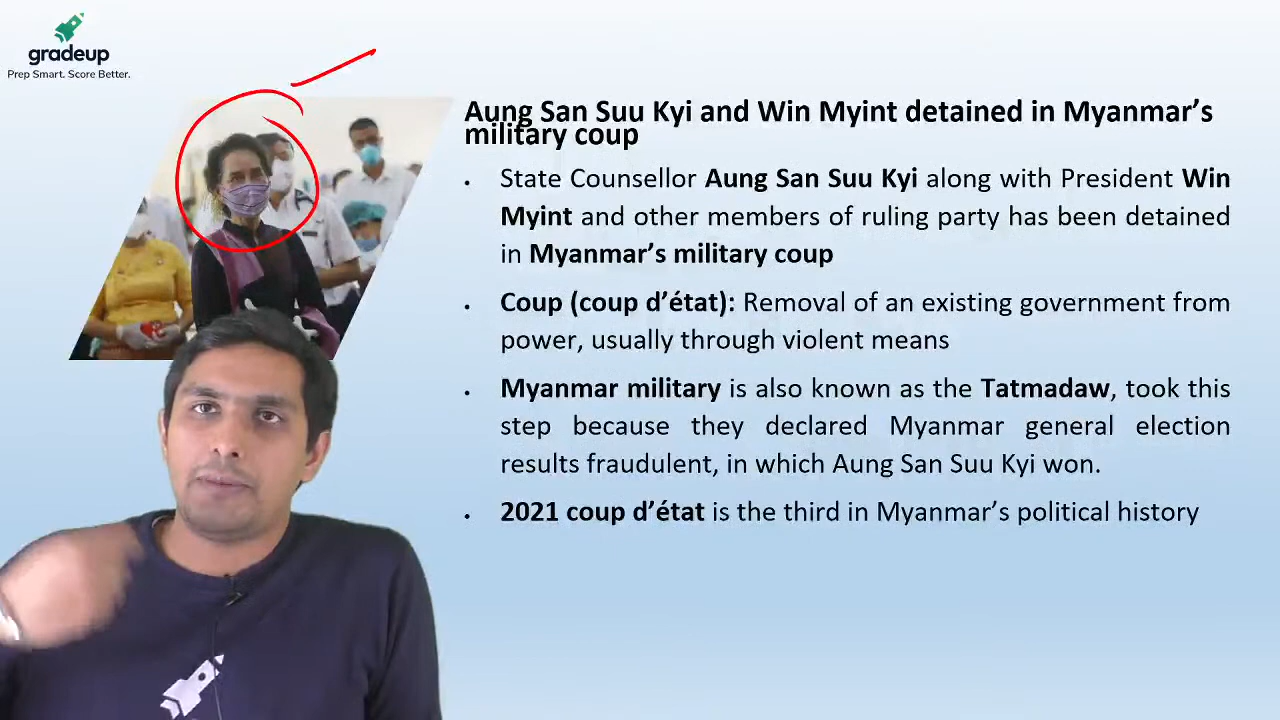 gradeup
Prep Smart. Score Better.
Aung San Suu Kyi and Win Myint detained in Myanmar’s
military coup
• State Counsellor Aung San Suu Kyi along with President Win
Myint and other members of ruling party has been detained
in Myanmar’s military coup
• Coup (coup d’état): Removal of an existing government from
power, usually through violent means
• Myanmar military is also known as the Tatmadaw, took this
step because they declared Myanmar general election
results fraudulent, in which Aung San Suu Kyi won.
• 2021 coup d’état is the third in Myanmar’s political history